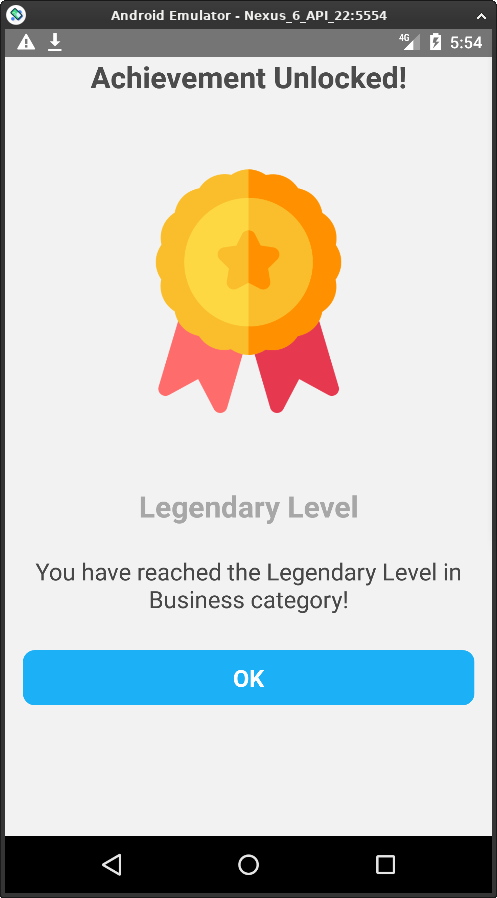 Android Emulator - Nexus_6_API_22:5554
4G 5:54
Achievement Unlocked!
Legendary Level
You have reached the Legendary Level in
Business category!
OK